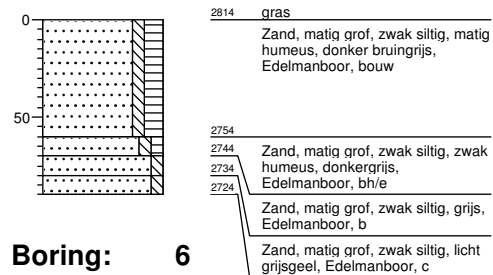 0
50
2814 gras
Zand, matig grof, zwak siltig, matig
humeus, donker bruingrijs,
Edelmanboor, bouw
2754
2744
Zand, matig grof, zwak siltig, zwak
humeus, donkergrijs,
Edelmanboor, bh/e
2734
2724
Zand, matig grof, zwak siltig, grijs,
Edelmanboor, b
Zand, matig grof, zwak siltig, licht
grijsgeel, Edelmanboor, c
Boring: 6